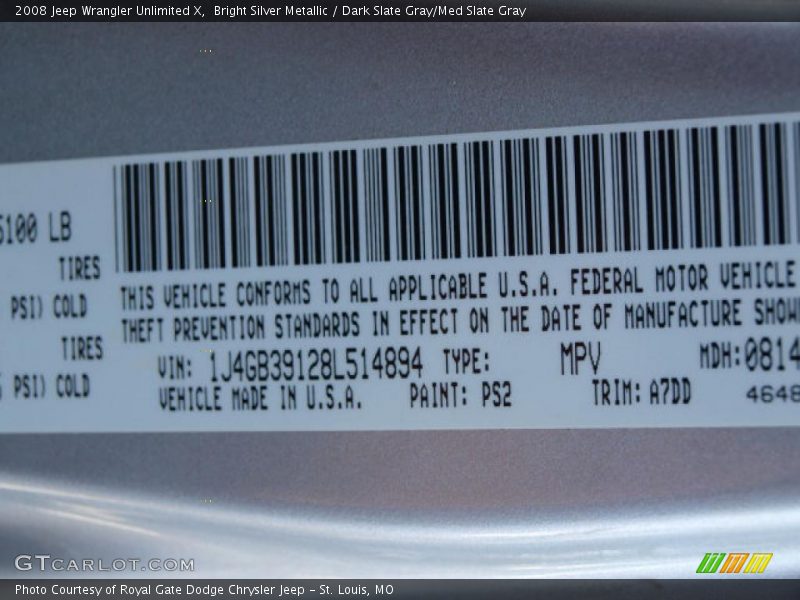 2008 Jeep Wrangler Unlimited X,  Bright Silver Metallic / Dark Slate Gray/Med Slate Gray
5100 LB
TIRES
PSI) COLD
TIRES
PSI) COLD
THIS VEHICLE CONFORMS TO ALL APPLICABLE U.S.A. FEDERAL MOTOR VEHICLE
THEFT PREVENTION STANDARDS IN EFFECT ON THE DATE OF MANUFACTURE SHOW
VIN: 1J4GB39128L514894 TYPE: MPV MDH: 0814
VEHICLE MADE IN U.S.A. PAINT: PS2 TRIM: A7DD 4648
GTCARLOT.COM
Photo Courtesy of Royal Gate Dodge Chrysler Jeep - St. Louis, MO